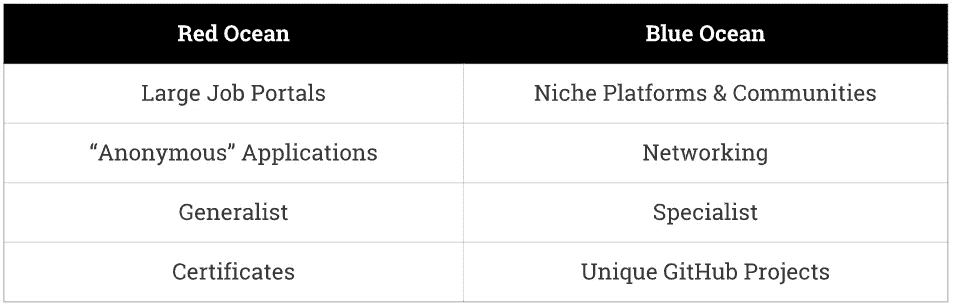 Red Ocean Blue Ocean
Large Job Portals Niche Platforms & Communities
“Anonymous” Applications Networking
Generalist Specialist
Certificates Unique GitHub Projects